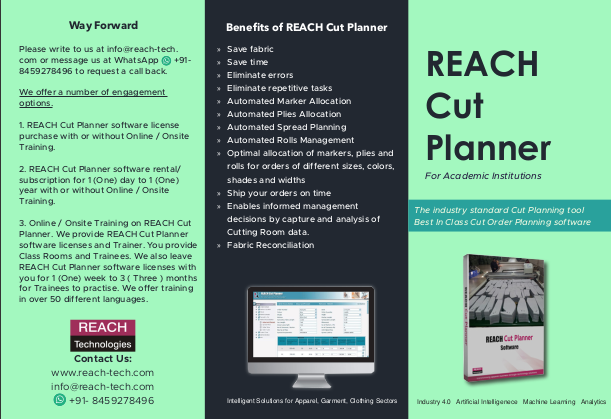 Way Forward
Please write to us at info@reach-tech.
com or message us at WhatsApp +91-
8459278496 to request a call back.
We offer a number of engagement
options.
1. REACH Cut Planner software license
purchase with or without Online / Onsite
Training.
2. REACH Cut Planner software rental/
subscription for 1 (One) day to 1 (One)
year with or without Online / Onsite
Training.
3. Online / Onsite Training on REACH Cut
Planner. We provide REACH Cut Planner
software licenses and Trainer. You provide
Class Rooms and Trainees. We also leave
REACH Cut Planner software licenses with
you for 1 (One) week to 3 ( Three ) months
for Trainees to practise. We offer training
in over 50 different languages.
REACH
Technologies
Contact Us:
www.reach-tech.com
info@reach-tech.com
+91- 8459278496
Benefits of REACH Cut Planner
» Save fabric
» Save time
» Eliminate errors
» Eliminate repetitive tasks
» Automated Marker Allocation
» Automated Plies Allocation
» Automated Spread Planning
» Automated Rolls Management
» Optimal allocation of markers, plies and
rolls for orders of different sizes, colors,
shades and widths
» Ship your orders on time
» Enables informed management
decisions by capture and analysis of
Cutting Room data.
» Fabric Reconciliation
Intelligent Solutions for Apparel, Garment, Clothing Sectors
REACH
Cut
Planner
For Academic Institutions
The industry standard Cut Planning tool
Best In Class Cut Order Planning software
REACH Cut Planner
Software
Industry 4.0 Artificial Intelligenece Machine Learning Analytics